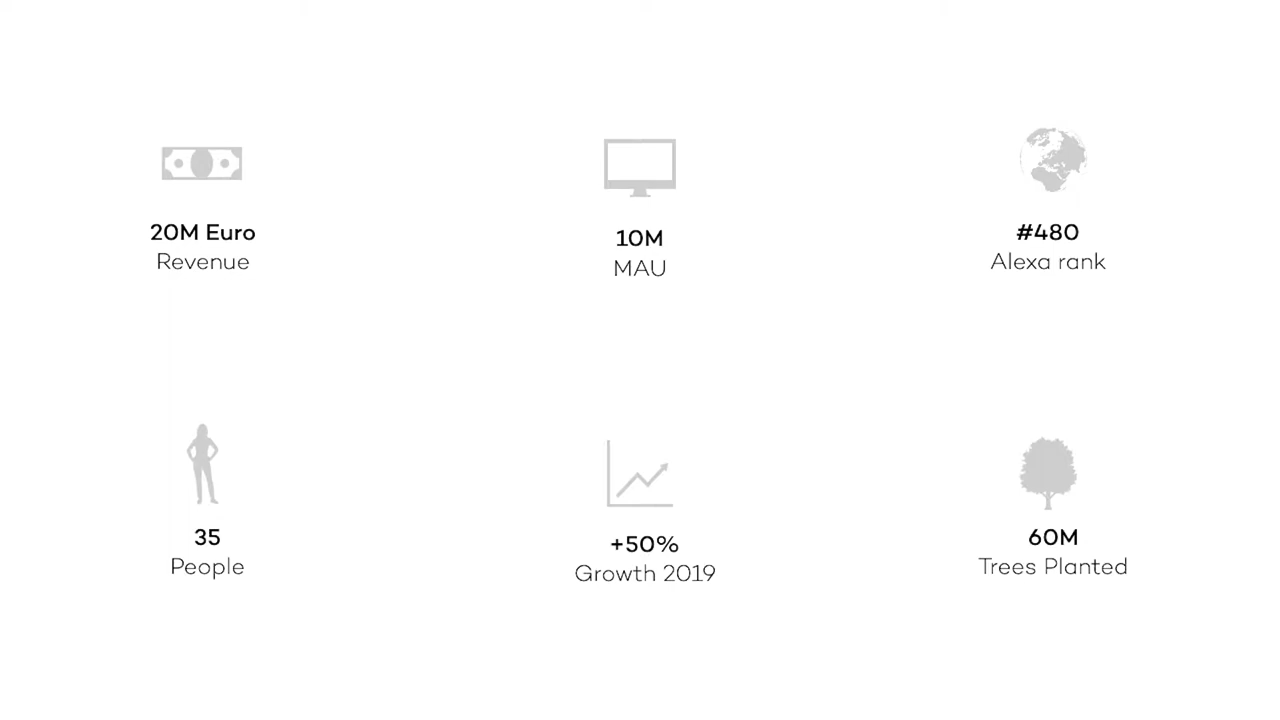 20M Euro
Revenue
10M
MAU
#480
Alexa rank
35
People
+50%
Growth 2019
60M
Trees Planted